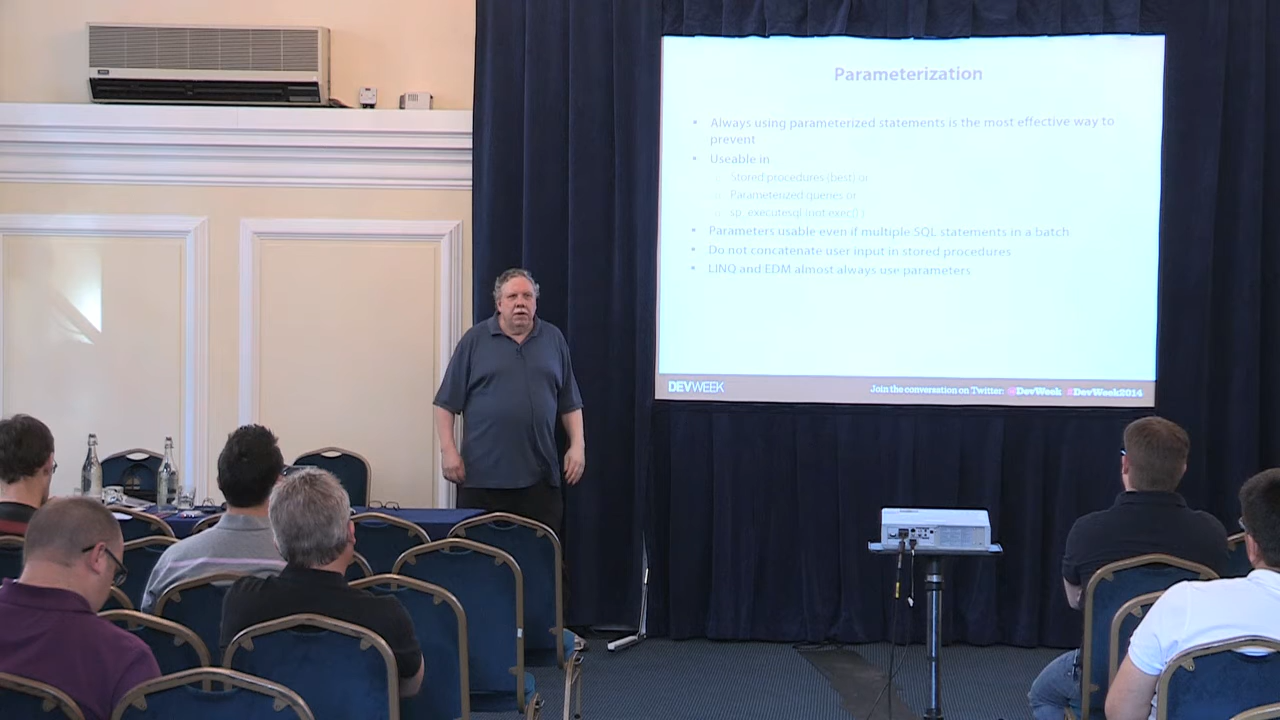 Parameterization
Always using parameterized statements is the most effective way to
prevent
Useable in
Stored procedures (best) or
Parameterized queries or
sp_executesql (not exec() )
Parameters usable even if multiple SQL statements in a batch
Do not concatenate user input in stored procedures
LINQ and EDM almost always use parameters
DEVWEEK
Join the conversation on Twitter: @DevWeek #DevWeek2014